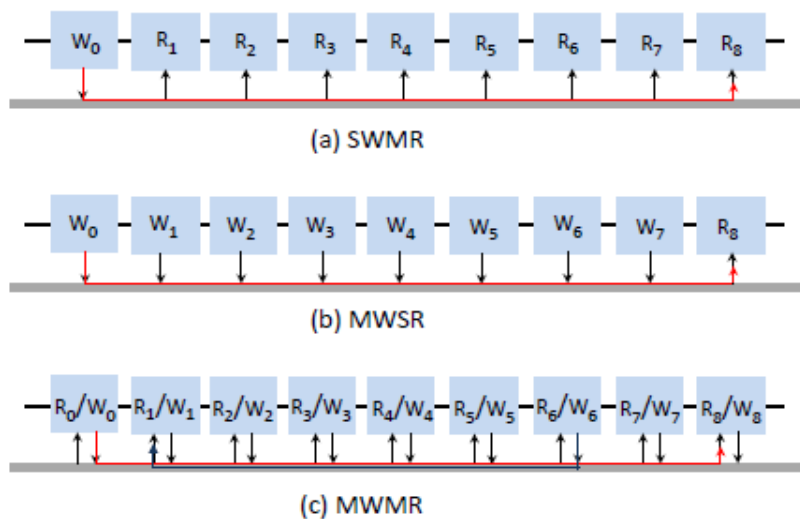 W₀ R₁ R₂ R₃ R₄ R₅ R₆ R₇ R₈
(a) SWMR
W₀ W₁ W₂ W₃ W₄ W₅ W₆ W₇ R₈
(b) MWSR
R₀/W₀ R₁/W₁ R₂/W₂ R₃/W₃ R₄/W₄ R₅/W₅ R₆/W₆ R₇/W₇ R₈/W₈
(c) MWMR